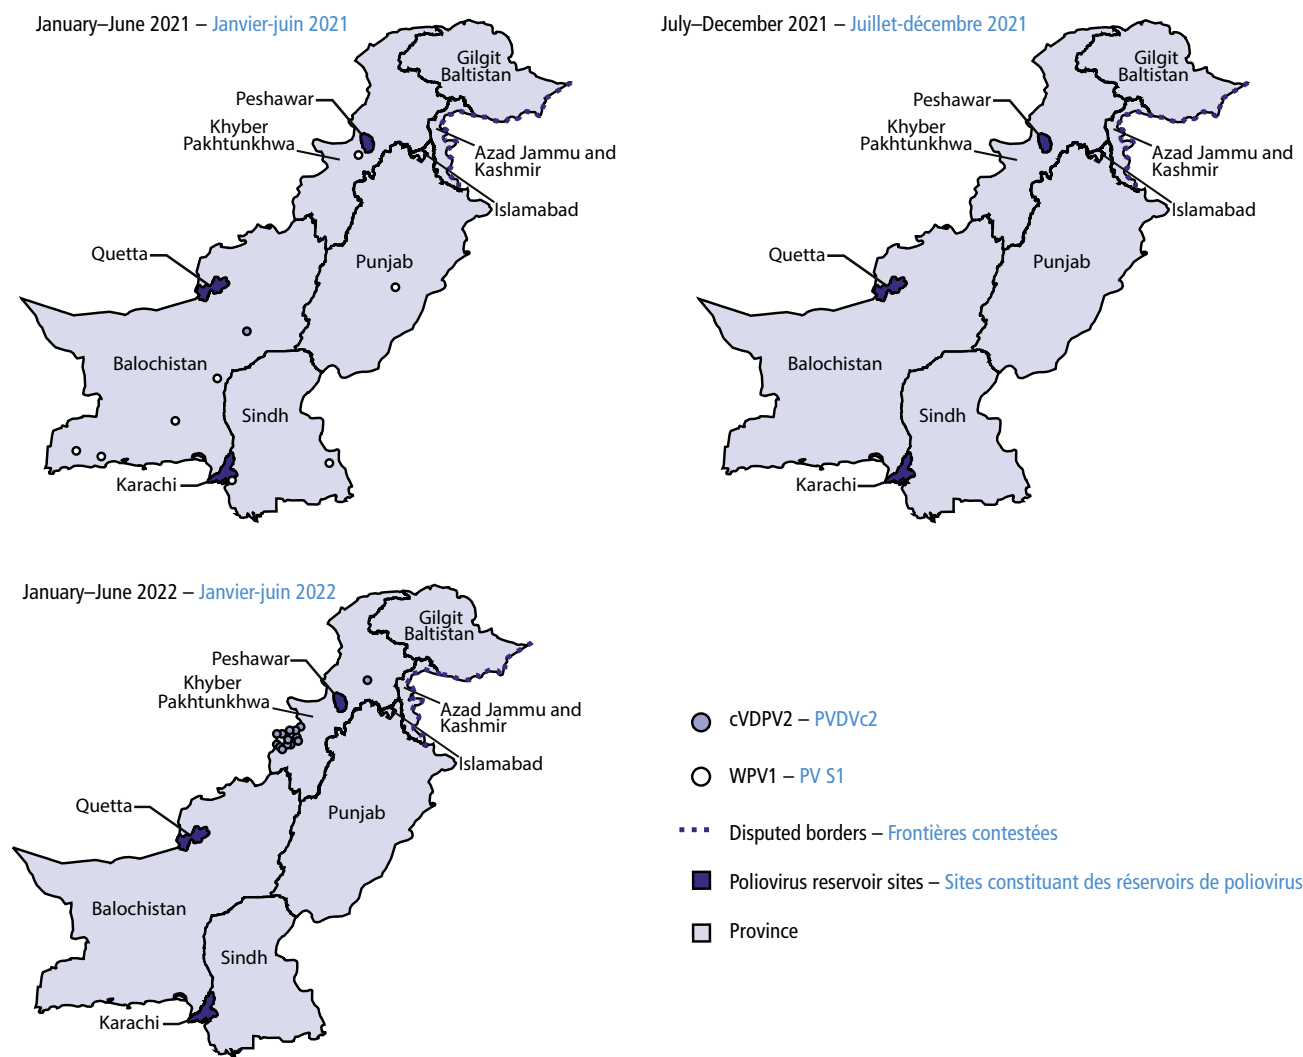 January–June 2021 – Janvier-juin 2021
Gilgit
Baltistan
Peshawar
Khyber
Pakhtunkhwa
Azad Jammu and
Kashmir
Islamabad
Quetta
Punjab
Balochistan
Sindh
Karachi
July–December 2021 – Juillet-décembre 2021
Gilgit
Baltistan
Peshawar
Khyber
Pakhtunkhwa
Azad Jammu and
Kashmir
Islamabad
Quetta
Punjab
Balochistan
Sindh
Karachi
January–June 2022 – Janvier-juin 2022
Gilgit
Baltistan
Peshawar
Khyber
Pakhtunkhwa
Azad Jammu and
Kashmir
Islamabad
Quetta
Punjab
Balochistan
Sindh
Karachi
cVDPV2 – PVDVc2
WPV1 – PV S1
Disputed borders – Frontières contestées
Poliovirus reservoir sites – Sites constituant des réservoirs de poliovirus
Province